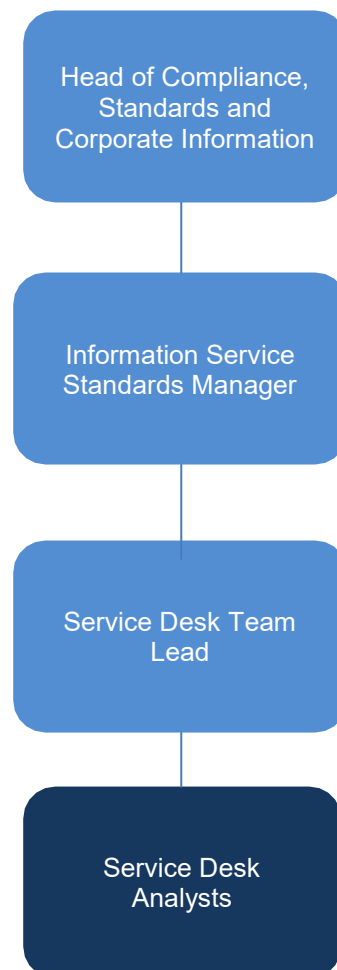 Head of Compliance,
Standards and
Corporate Information
Information Service
Standards Manager
Service Desk Team
Lead
Service Desk
Analysts